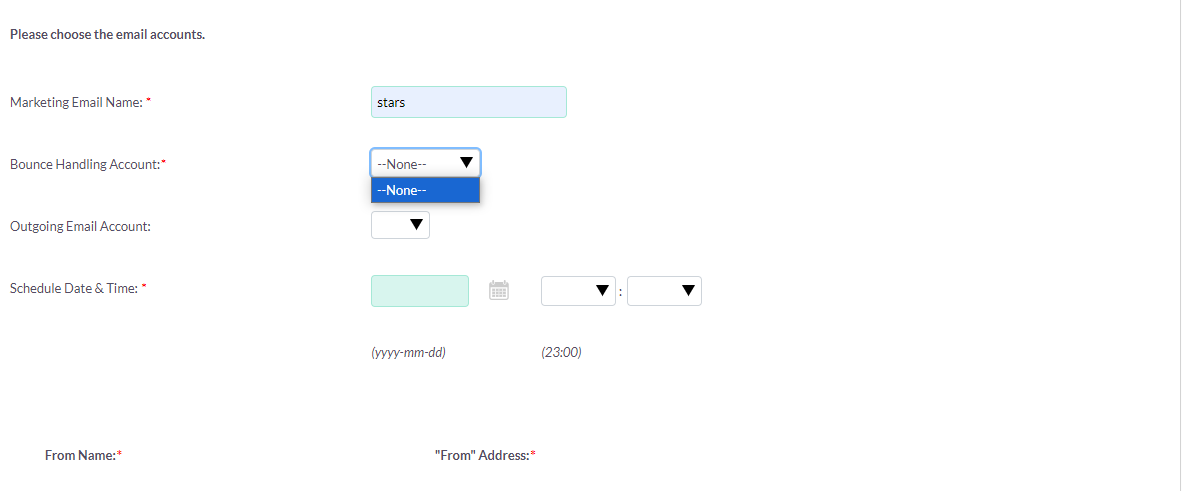 Please choose the email accounts.
Marketing Email Name: *
stars
Bounce Handling Account:*
--None--
--None--
Outgoing Email Account:
Schedule Date & Time: *
:
(yyyy-mm-dd) (23:00)
From Name:* "From" Address:*